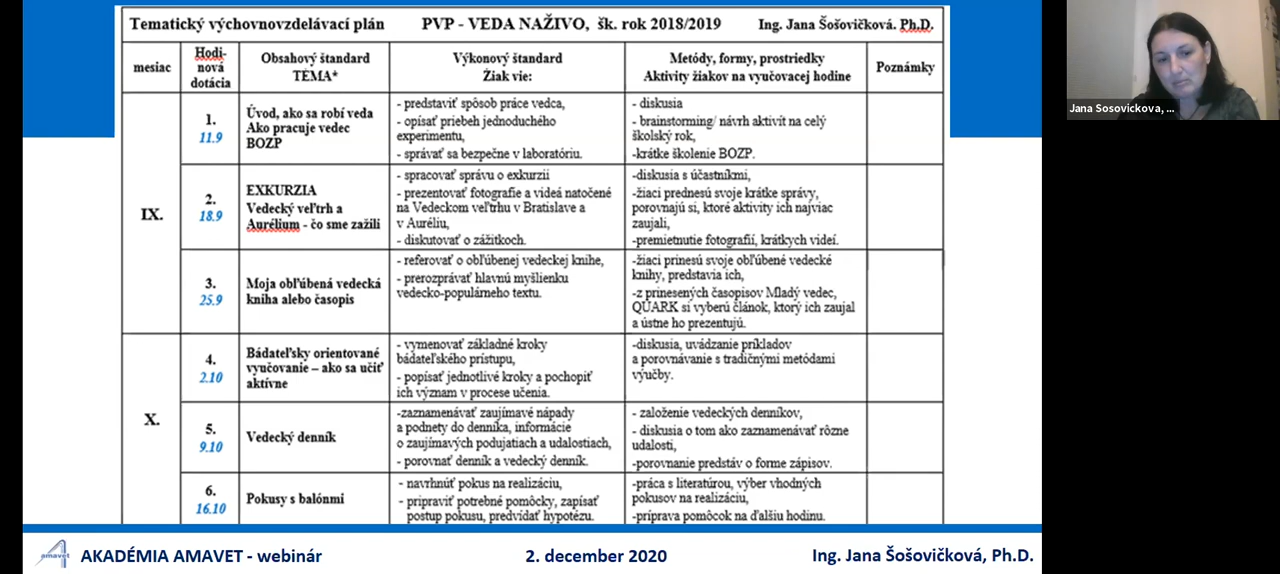 Tematický výchovnovzdelávací plán PVP - VEDA NAŽIVO, šk. rok 2018/2019 Ing. Jana Šošovičková. Ph.D.
mesiac
Hodi-
nová
dotácia
Obsahový štandard
TÉMA*
Výkonový štandard
Žiak vie:
Metódy, formy, prostriedky
Aktivity žiakov na vyučovacej hodine
Poznámky
IX.
1.
11.9
Úvod, ako sa robí veda
Ako pracuje vedec
BOZP
- predstaviť spôsob práce vedca,
- opísať priebeh jednoduchého
experimentu,
- správať sa bezpečne v laboratóriu.
- diskusia
- brainstorming/ návrh aktivít na celý
školský rok,
-krátke školenie BOZP.
2.
18.9
EXKURZIA
Vedecký veľtrh a
Aurélium - čo sme zažili
- spracovať správu o exkurzii
- prezentovať fotografie a videá natočené
na Vedeckom veľtrhu v Bratislave a
v Auréliu,
- diskutovať o zážitkoch.
-diskusia s účastníkmi,
-žiaci prednesú svoje krátke správy,
porovnajú si, ktoré aktivity ich najviac
zaujali,
-premietnutie fotografií, krátkych videí.
3.
25.9
Moja obľúbená vedecká
kniha alebo časopis
- referovať o obľúbenej vedeckej knihe,
- prerozprávať hlavnú myšlienku
vedecko-populárneho textu.
-žiaci prinesú svoje obľúbené vedecké
knihy, predstavia ich,
-z prinesených časopisov Mladý vedec,
QUARK si vyberú článok, ktorý ich zaujal
a ústne ho prezentujú.
X.
4.
2.10
Bádateľsky orientované
vyučovanie – ako sa učiť
aktívne
- vymenovať základné kroky
bádateľského prístupu,
- popísať jednotlivé kroky a pochopiť
ich význam v procese učenia.
-diskusia, uvádzanie príkladov
a porovnávanie s tradičnými metódami
výučby.
5.
9.10
Vedecký denník
-zaznamenávať zaujímavé nápady
a podnety do denníka, informácie
o zaujímavých podujatiach a udalostiach,
- porovnať denník a vedecký denník.
- založenie vedeckých denníkov,
- diskusia o tom ako zaznamenávať rôzne
udalosti,
-porovnanie predstáv o forme zápisov.
6.
16.10
Pokusy s balónmi
- navrhnúť pokus na realizáciu,
- pripraviť potrebné pomôcky, zapísať
postup pokusu, predvídať hypotézu.
-práca s literatúrou, výber vhodných
pokusov na realizáciu,
-príprava pomôcok na ďalšiu hodinu.
Jana Sosovickova, ...
amavet AKADÉMIA AMAVET - webinár 2. december 2020 Ing. Jana Šošovičková, Ph.D.